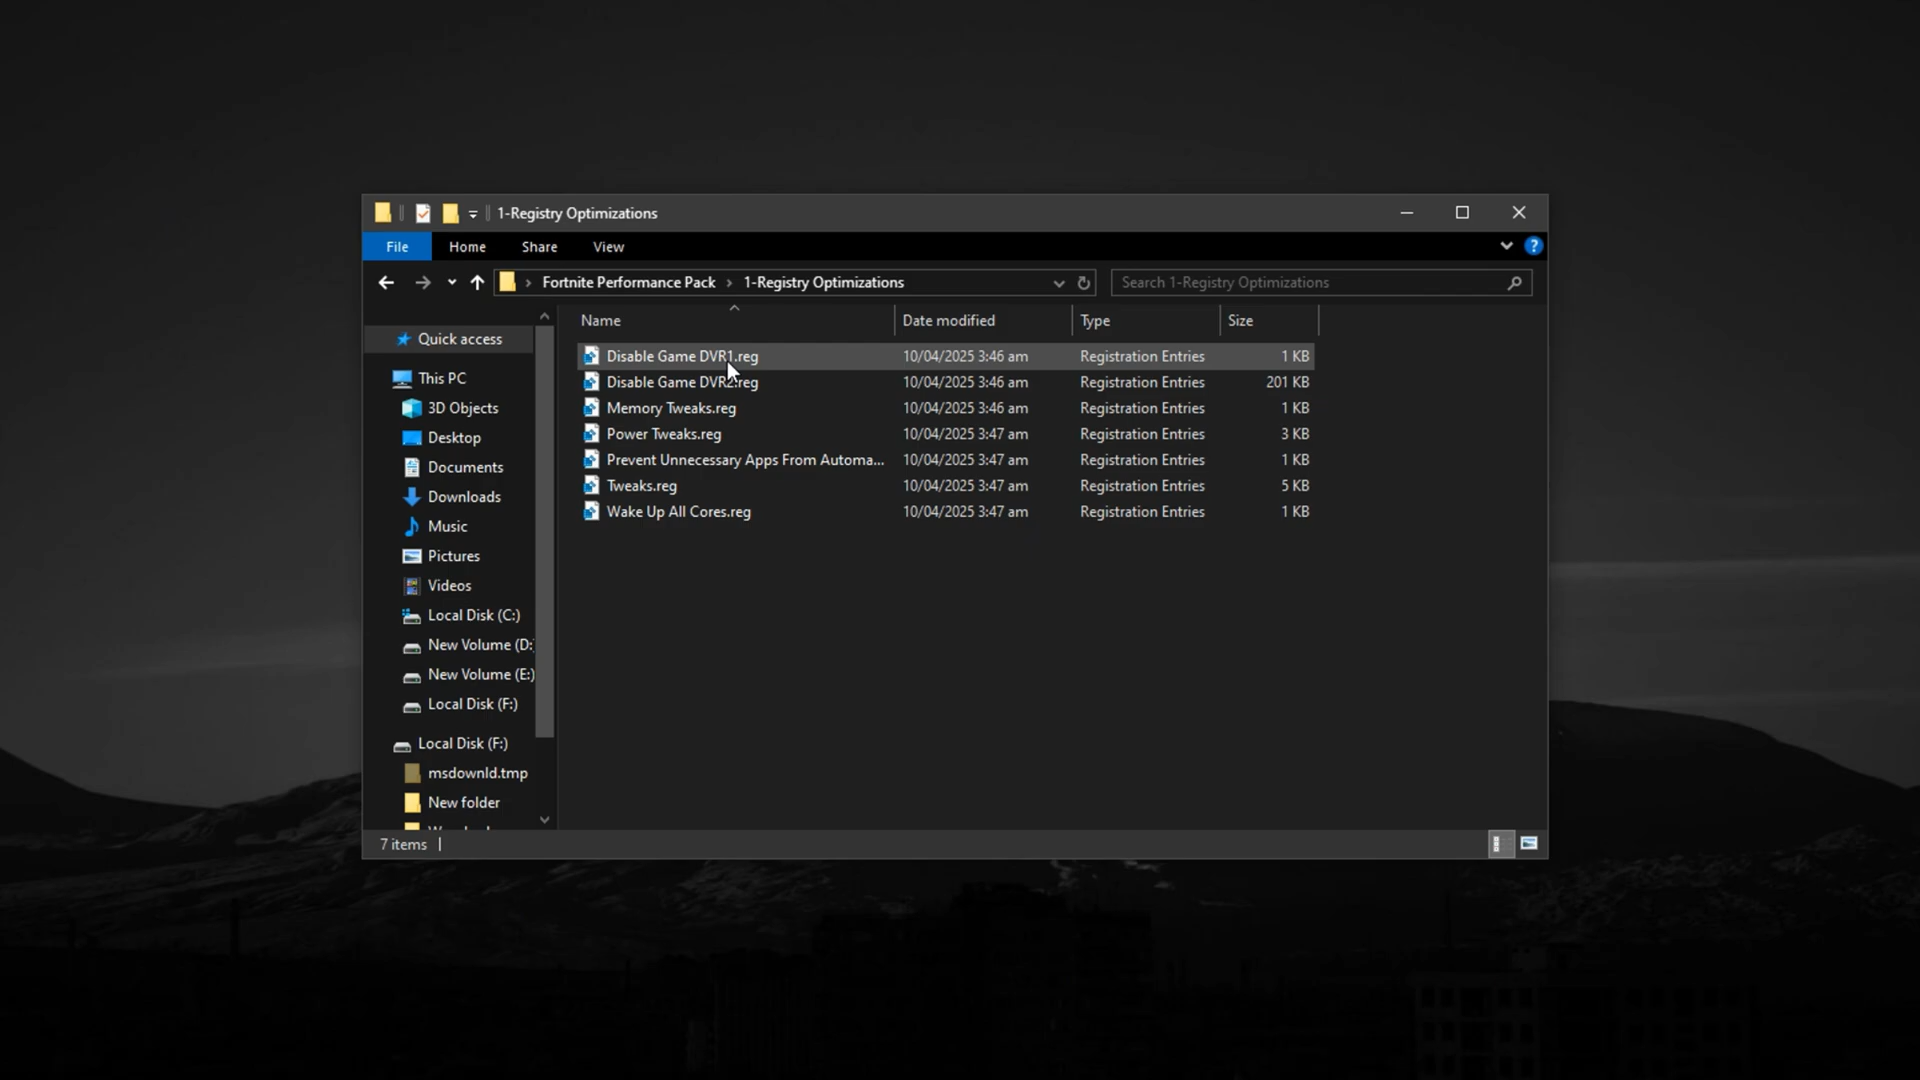 1-Registry Optimizations
File Home Share View
Fortnite Performance Pack 1-Registry Optimizations
Search 1-Registry Optimizations
Name Date modified Type Size
Quick access
This PC
3D Objects
Desktop
Documents
Downloads
Music
Pictures
Videos
Local Disk (C:)
New Volume (D:
New Volume (E:)
Local Disk (F:)
Local Disk (F:)
msdownld.tmp
New folder
Disable Game DVR1.reg 10/04/2025 3:46 am Registration Entries 1 KB
Disable Game DVR2.reg 10/04/2025 3:46 am Registration Entries 201 KB
Memory Tweaks.reg 10/04/2025 3:46 am Registration Entries 1 KB
Power Tweaks.reg 10/04/2025 3:47 am Registration Entries 3 KB
Prevent Unnecessary Apps From Automa... 10/04/2025 3:47 am Registration Entries 1 KB
Tweaks.reg 10/04/2025 3:47 am Registration Entries 5 KB
Wake Up All Cores.reg 10/04/2025 3:47 am Registration Entries 1 KB
7 items